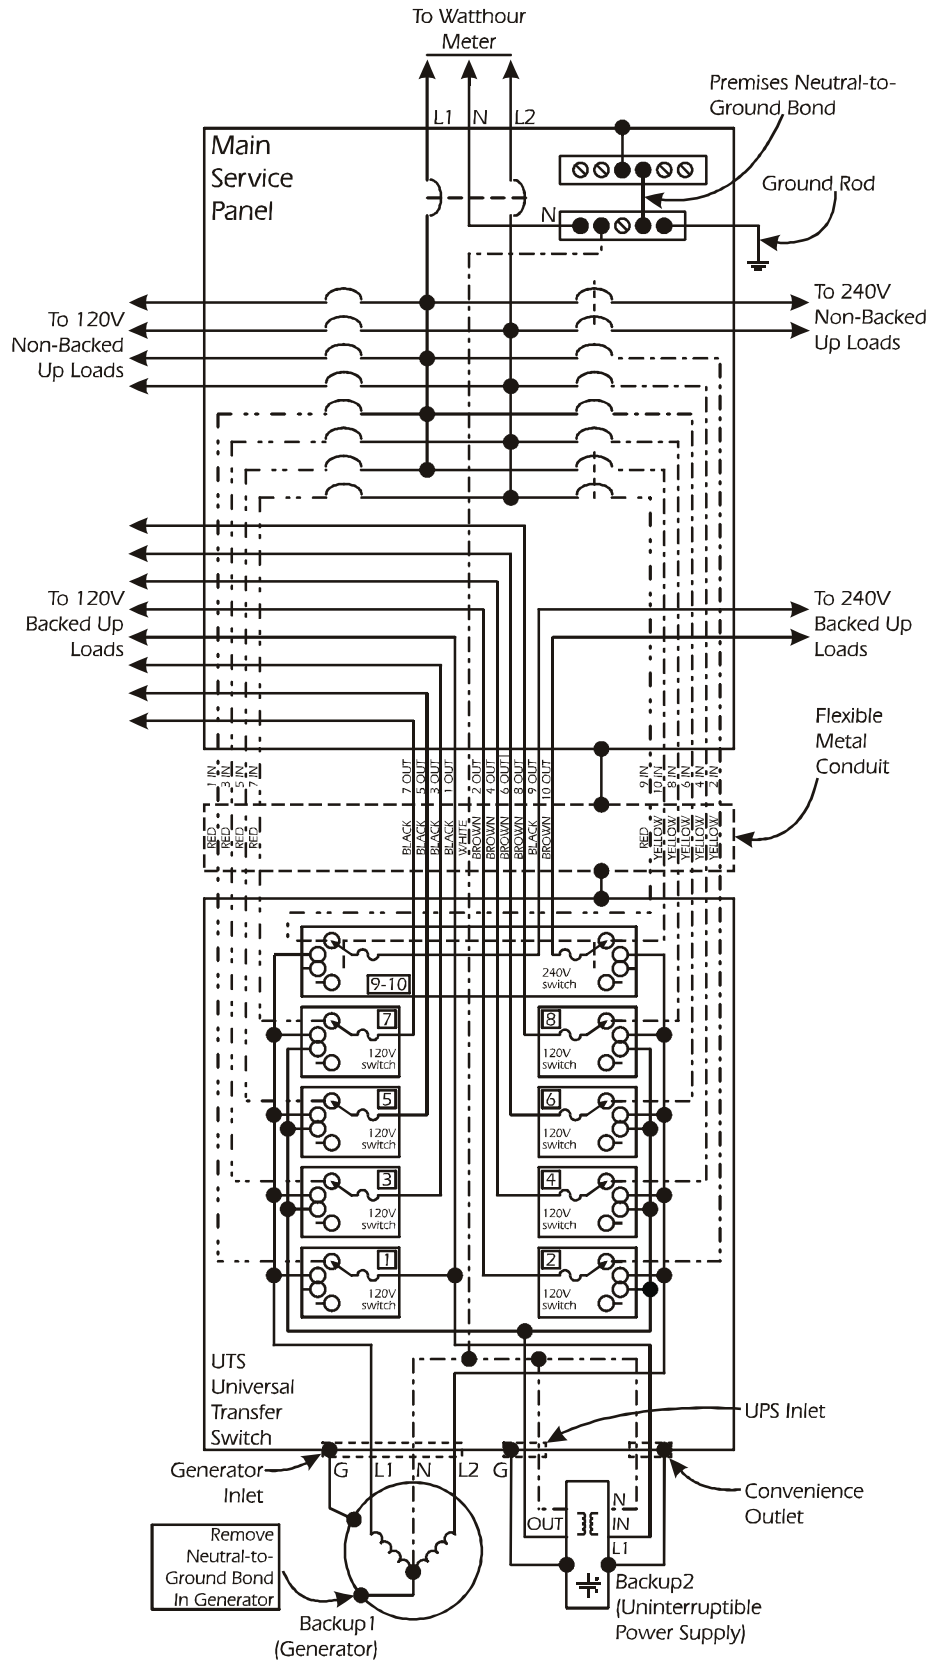 To Watthour
Meter
L1 N L2
Premises Neutral-to-
Ground Bond
Main
Service
Panel
Ground Rod
N
To 120V
Non-Backed
Up Loads
To 240V
Non-Backed
Up Loads
To 120V
Backed Up
Loads
To 240V
Backed Up
Loads
Flexible
Metal
Conduit
1 IN
3 IN
5 IN
7 IN
7 OUT
5 OUT
3 OUT
1 OUT
2 OUT
4 OUT
6 OUT
8 OUT
9 OUT
10 OUT
9 IN
10 IN
8 IN
6 IN
4 IN
2 IN
RED
RED
RED
RED
BLACK
BLACK
BLACK
BLACK
WHITE
BROWN
BROWN
BROWN
BROWN
BLACK
BROWN
RED
YELLOW
YELLOW
YELLOW
YELLOW
YELLOW
9-10
240V
switch
7
120V
switch
8
120V
switch
5
120V
switch
6
120V
switch
3
120V
switch
4
120V
switch
1
120V
switch
2
120V
switch
UTS
Universal
Transfer
Switch
UPS Inlet
Generator
Inlet
G L1 N L2 G
Convenience
Outlet
N
OUT IN
L1
Remove
Neutral-to-
Ground Bond
In Generator
Backup1
(Generator)
Backup2
(Uninterruptible
Power Supply)